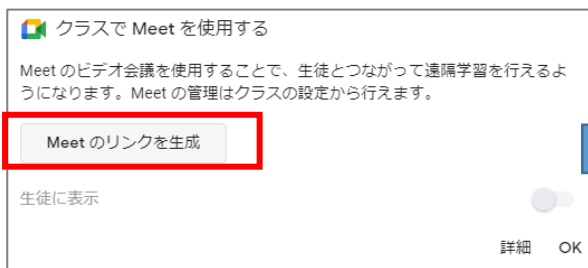 クラスで Meet を使用する
Meet のビデオ会議を使用することで、生徒とつながって遠隔学習を行えるよ
うになります。Meet の管理はクラスの設定から行えます。
Meet のリンクを生成
生徒に表示
詳細 OK